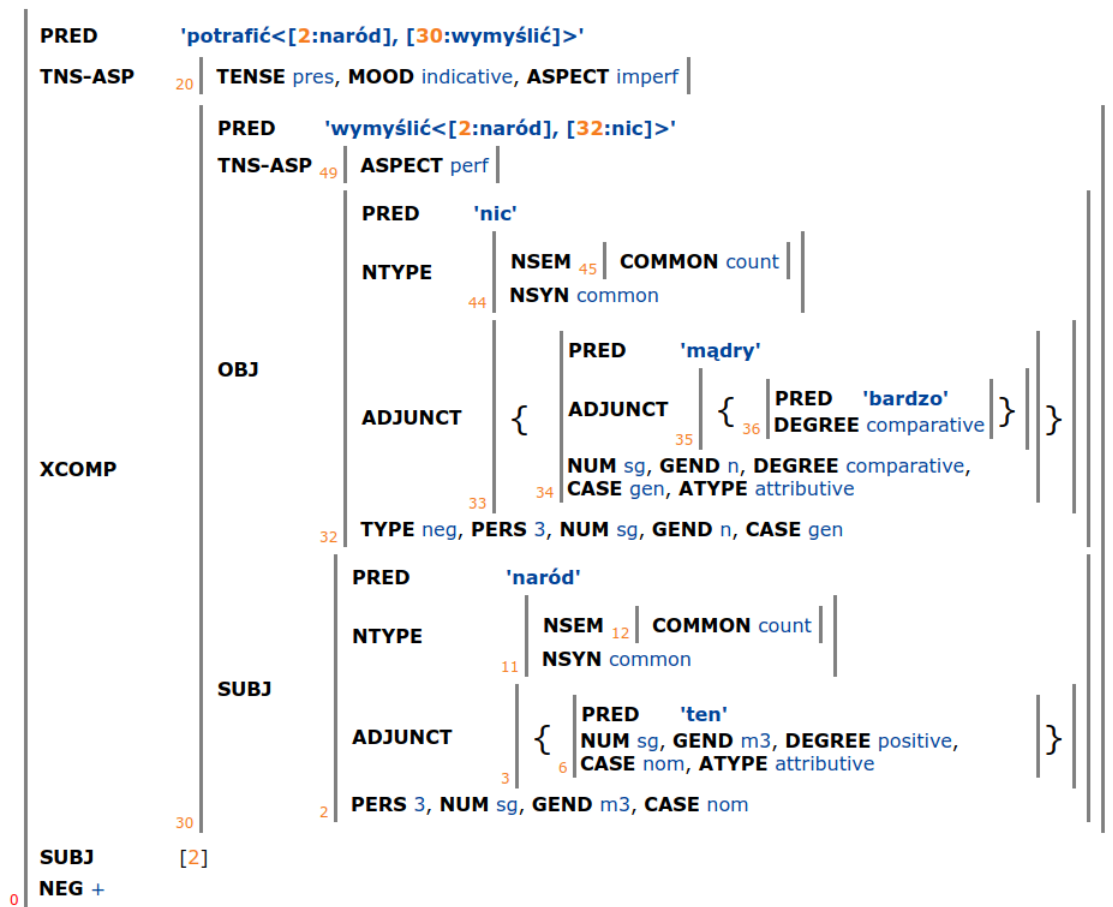 PRED 'potrafić<[2:naród], [30:wymyślić]>'
TNS-ASP 20 TENSE pres, MOOD indicative, ASPECT imperf
PRED 'wymyślić<[2:naród], [32:nic]>'
TNS-ASP 49 ASPECT perf
PRED 'nic'
NSEM 45 COMMON count
NTYPE
44 NSYN common
PRED 'mądry'
OBJ
PRED 'bardzo'
ADJUNCT { ADJUNCT { 36 } }
35 DEGREE comparative
XCOMP
NUM sg, GEND n, DEGREE comparative,
33 34 CASE gen, ATYPE attributive
32 TYPE neg, PERS 3, NUM sg, GEND n, CASE gen
PRED 'naród'
NSEM 12 COMMON count
NTYPE
11 NSYN common
SUBJ
PRED 'ten'
ADJUNCT { NUM sg, GEND m3, DEGREE positive, }
3 6 CASE nom, ATYPE attributive
30 2 PERS 3, NUM sg, GEND m3, CASE nom
SUBJ [2]
0 NEG +